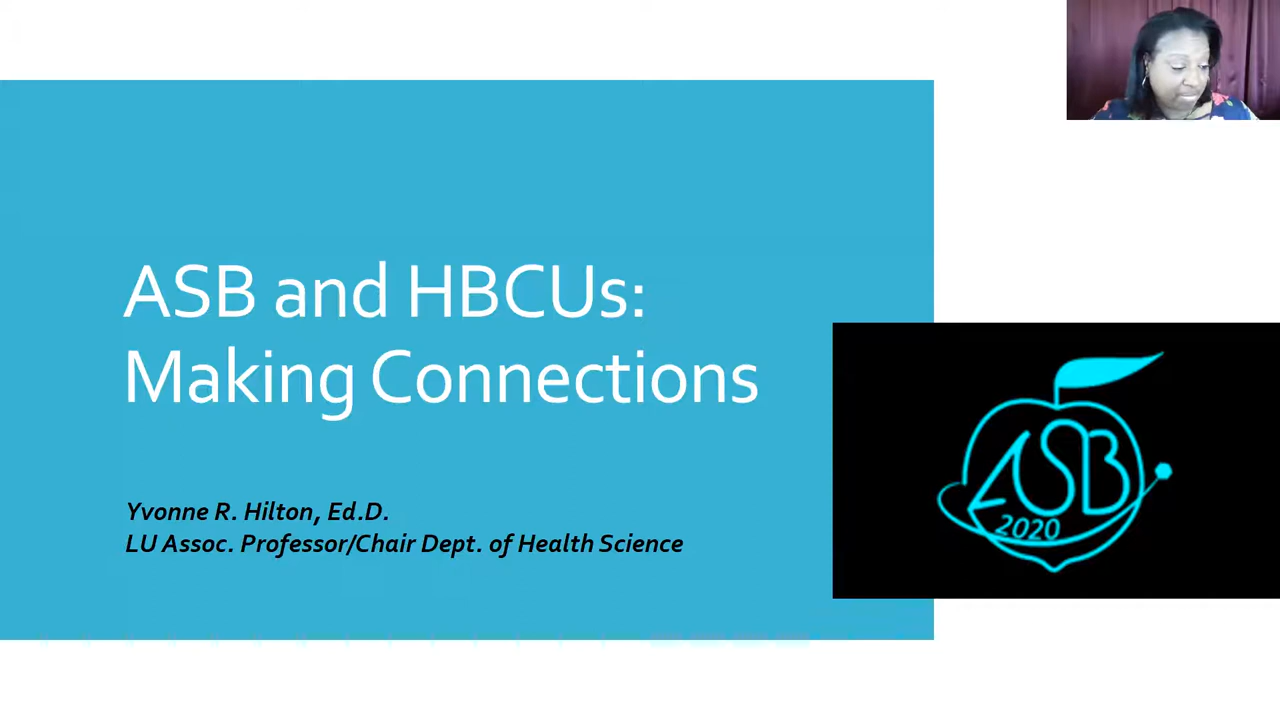 ASB and HBCUs:
Making Connections
Yvonne R. Hilton, Ed.D.
LU Assoc. Professor/Chair Dept. of Health Science
ASB
2020